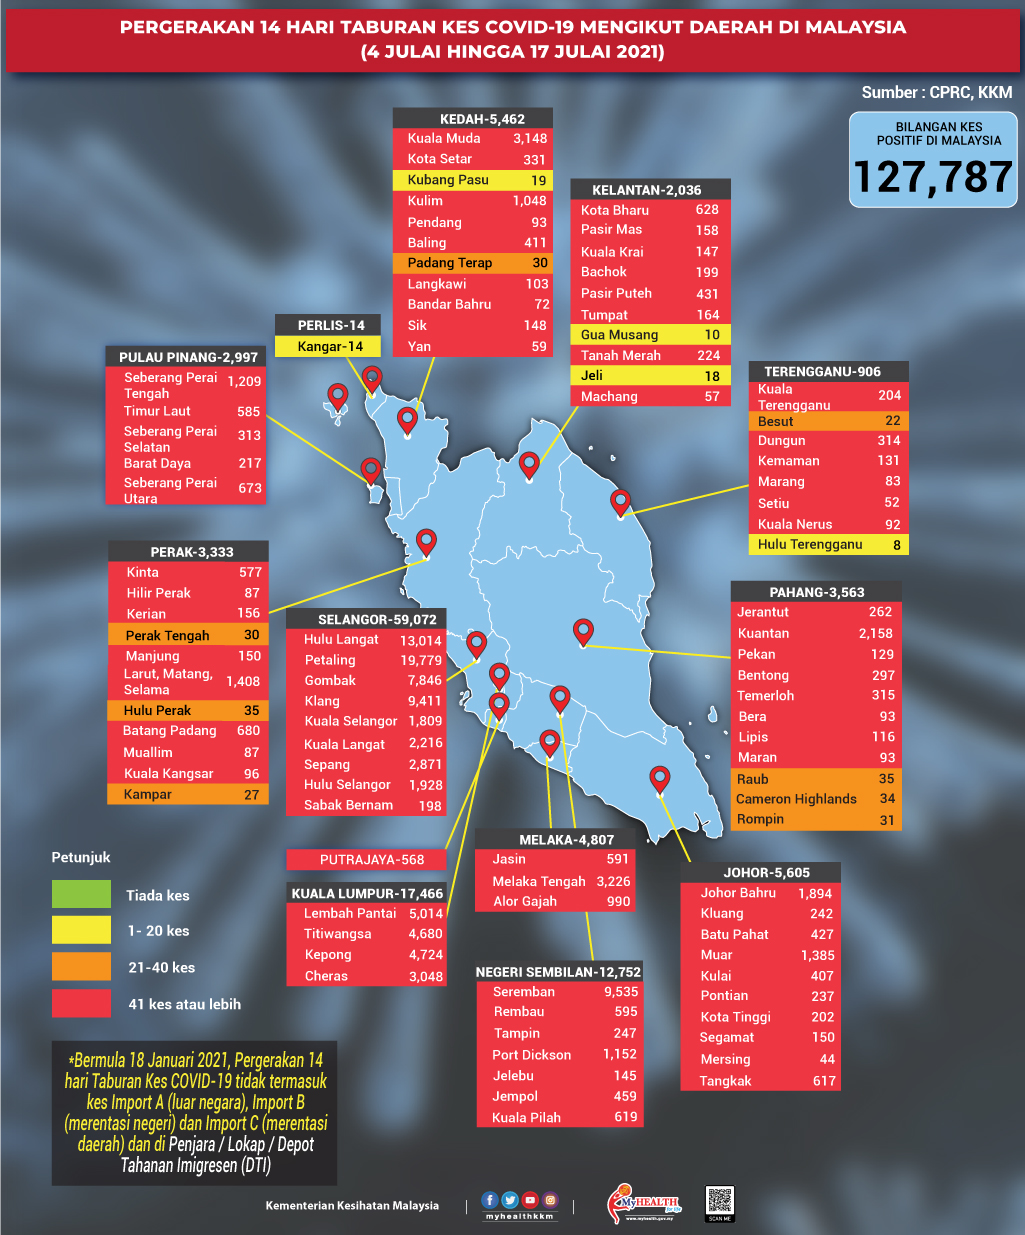 PERGERAKAN 14 HARI TABURAN KES COVID-19 MENGIKUT DAERAH DI MALAYSIA
(4 JULAI HINGGA 17 JULAI 2021)
Sumber : CPRC, KKM
BILANGAN KES
POSITIF DI MALAYSIA
127,787
KEDAH-5,462
Kuala Muda 3,148
Kota Setar 331
Kubang Pasu 19
Kulim 1,048
Pendang 93
Baling 411
Padang Terap 30
Langkawi 103
Bandar Bahru 72
Sik 148
Yan 59
KELANTAN-2,036
Kota Bharu 628
Pasir Mas 158
Kuala Krai 147
Bachok 199
Pasir Puteh 431
Tumpat 164
Gua Musang 10
Tanah Merah 224
Jeli 18
Machang 57
PERLIS-14
Kangar-14
PULAU PINANG-2,997
Seberang Perai
Tengah 1,209
Timur Laut 585
Seberang Perai
Selatan 313
Barat Daya 217
Seberang Perai
Utara 673
TERENGGANU-906
Kuala
Terengganu 204
Besut 22
Dungun 314
Kemaman 131
Marang 83
Setiu 52
Kuala Nerus 92
Hulu Terengganu 8
PERAK-3,333
Kinta 577
Hilir Perak 87
Kerian 156
Perak Tengah 30
Manjung 150
Larut, Matang,
Selama 1,408
Hulu Perak 35
Batang Padang 680
Muallim 87
Kuala Kangsar 96
Kampar 27
SELANGOR-59,072
Hulu Langat 13,014
Petaling 19,779
Gombak 7,846
Klang 9,411
Kuala Selangor 1,809
Kuala Langat 2,216
Sepang 2,871
Hulu Selangor 1,928
Sabak Bernam 198
PAHANG-3,563
Jerantut 262
Kuantan 2,158
Pekan 129
Bentong 297
Temerloh 315
Bera 93
Lipis 116
Maran 93
Raub 35
Cameron Highlands 34
Rompin 31
PUTRAJAYA-568
KUALA LUMPUR-17,466
Lembah Pantai 5,014
Titiwangsa 4,680
Kepong 4,724
Cheras 3,048
MELAKA-4,807
Jasin 591
Melaka Tengah 3,226
Alor Gajah 990
NEGERI SEMBILAN-12,752
Seremban 9,535
Rembau 595
Tampin 247
Port Dickson 1,152
Jelebu 145
Jempol 459
Kuala Pilah 619
JOHOR-5,605
Johor Bahru 1,894
Kluang 242
Batu Pahat 427
Muar 1,385
Kulai 407
Pontian 237
Kota Tinggi 202
Segamat 150
Mersing 44
Tangkak 617
Petunjuk
Tiada kes
1- 20 kes
21-40 kes
41 kes atau lebih
*Bermula 18 Januari 2021, Pergerakan 14
hari Taburan Kes COVID-19 tidak termasuk
kes Import A (luar negara), Import B
(merentasi negeri) dan Import C (merentasi
daerah) dan di Penjara / Lokap / Depot
Tahanan Imigresen (DTI)
Kementerian Kesihatan Malaysia
myhealthkkm
MyHEALTH
for life
www.myhealth.gov.my
SCAN ME